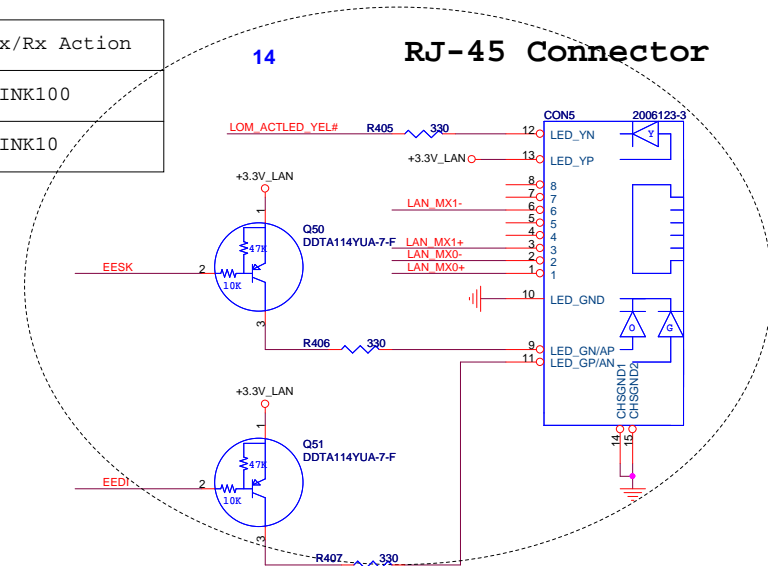 x/Rx Action
INK100
INK10
14
RJ-45 Connector
CON5
2006123-3
LOM_ACTLED_YEL#
R405
330
12
LED_YN
Y
+3.3V_LAN
13
LED_YP
8
8
7
7
LAN_MX1-
6
6
5
5
4
4
LAN_MX1+
3
3
LAN_MX0-
2
2
LAN_MX0+
1
1
10
LED_GND
O
G
9
LED_GN/AP
11
LED_GP/AN
CHSGND1
CHSGND2
14
15
+3.3V_LAN
1
Q50
DDTA114YUA-7-F
47K
EESK
2
10K
3
R406
330
+3.3V_LAN
1
Q51
DDTA114YUA-7-F
47K
EEDI
2
10K
3
R407
330